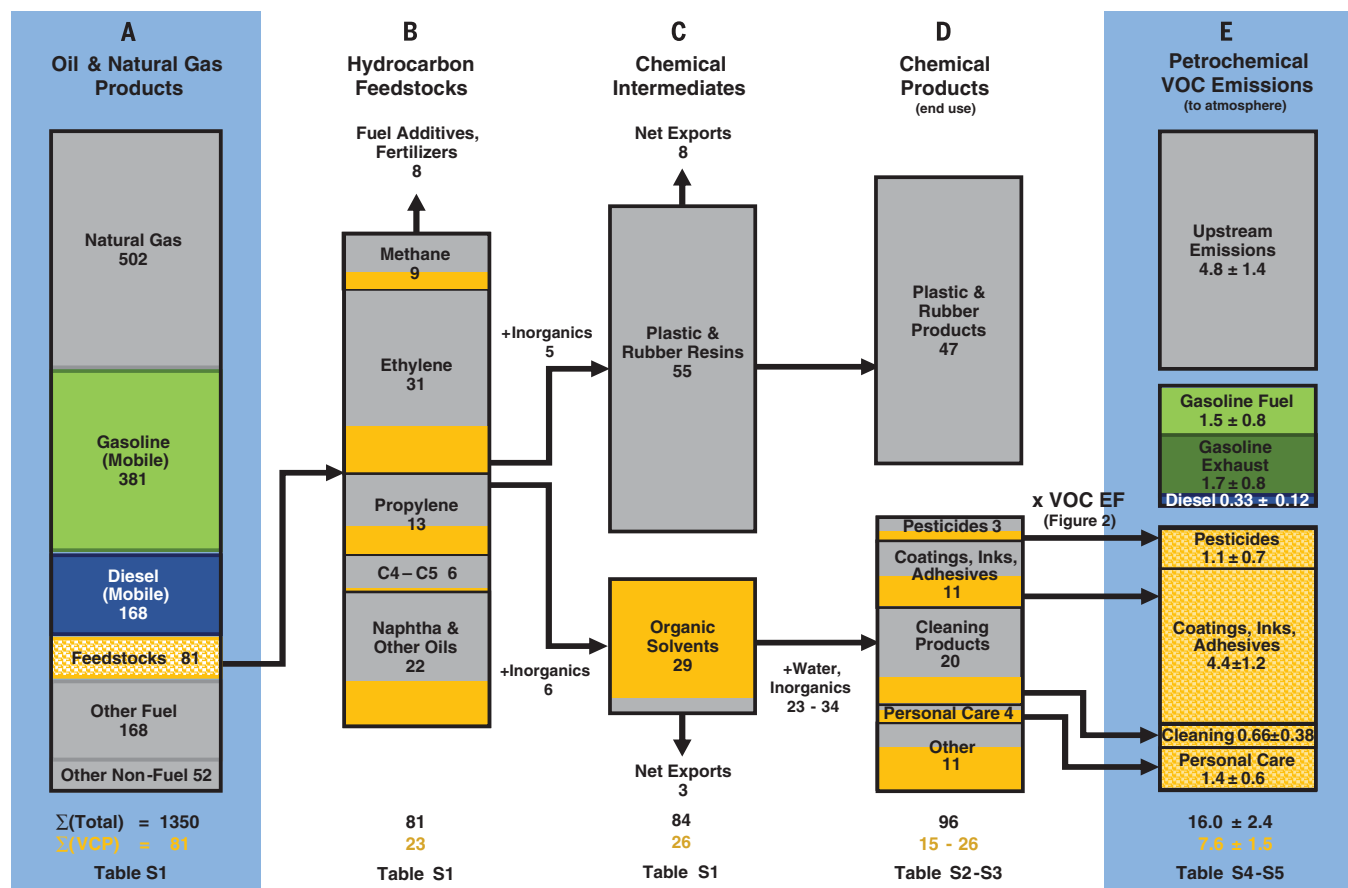 A
Oil & Natural Gas
Products
Natural Gas
502
Gasoline
(Mobile)
381
Diesel
(Mobile)
168
Feedstocks 81
Other Fuel
168
Other Non-Fuel 52
Σ(Total) = 1350
Σ(VCP) = 81
Table S1
B
Hydrocarbon
Feedstocks
Fuel Additives,
Fertilizers
8
Methane
9
Ethylene
31
Propylene
13
C4 – C5 6
Naphtha &
Other Oils
22
81
23
Table S1
+Inorganics
5
+Inorganics
6
C
Chemical
Intermediates
Net Exports
8
Plastic &
Rubber Resins
55
Organic
Solvents
29
Net Exports
3
84
26
Table S1
+Water,
Inorganics
23 - 34
D
Chemical
Products
(end use)
Plastic &
Rubber
Products
47
Pesticides 3
Coatings, Inks,
Adhesives
11
Cleaning
Products
20
Personal Care 4
Other
11
96
15 - 26
Table S2-S3
x VOC EF
(Figure 2)
E
Petrochemical
VOC Emissions
(to atmosphere)
Upstream
Emissions
4.8 ± 1.4
Gasoline Fuel
1.5 ± 0.8
Gasoline
Exhaust
1.7 ± 0.8
Diesel 0.33 ± 0.12
Pesticides
1.1 ± 0.7
Coatings, Inks,
Adhesives
4.4±1.2
Cleaning 0.66±0.38
Personal Care
1.4 ± 0.6
16.0 ± 2.4
7.6 ± 1.5
Table S4-S5